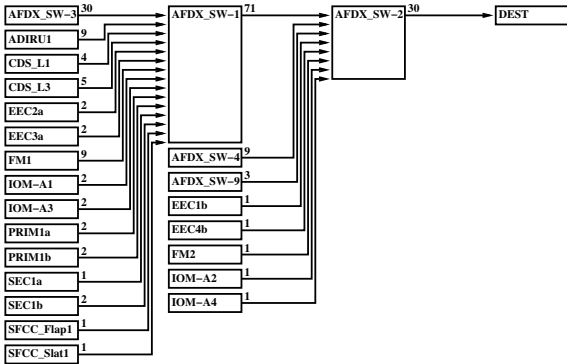 AFDX_SW-3 30 AFDX_SW-1 71 AFDX_SW-2 30 DEST
ADIRU1 9
CDS_L1 4
CDS_L3 5
EEC2a 2
EEC3a 2
FM1 9
IOM-A1 2
IOM-A3 2
PRIM1a 2
PRIM1b 2
SEC1a 1
SEC1b 2
SFCC_Flap1 1
SFCC_Slat1 1
AFDX_SW-4 9
AFDX_SW-9 3
EEC1b 1
EEC4b 1
FM2 1
IOM-A2 1
IOM-A4 1